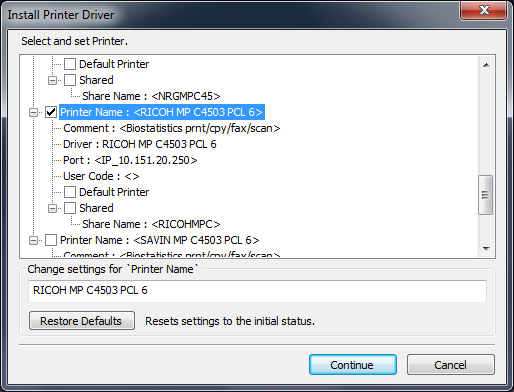 Install Printer Driver
Select and set Printer.
Default Printer
Shared
Share Name : <NRGMPC45>
Printer Name : <RICOH MP C4503 PCL 6>
Comment : <Biostatistics prnt/cpy/fax/scan>
Driver : RICOH MP C4503 PCL 6
Port : <IP_10.151.20.250>
User Code : <>
Default Printer
Shared
Share Name : <RICOHMPC>
Printer Name : <SAVIN MP C4503 PCL 6>
Comment : <Biostatistics prnt/cpy/fax/scan>
Change settings for `Printer Name`
RICOH MP C4503 PCL 6
Restore Defaults Resets settings to the initial status.
Continue Cancel